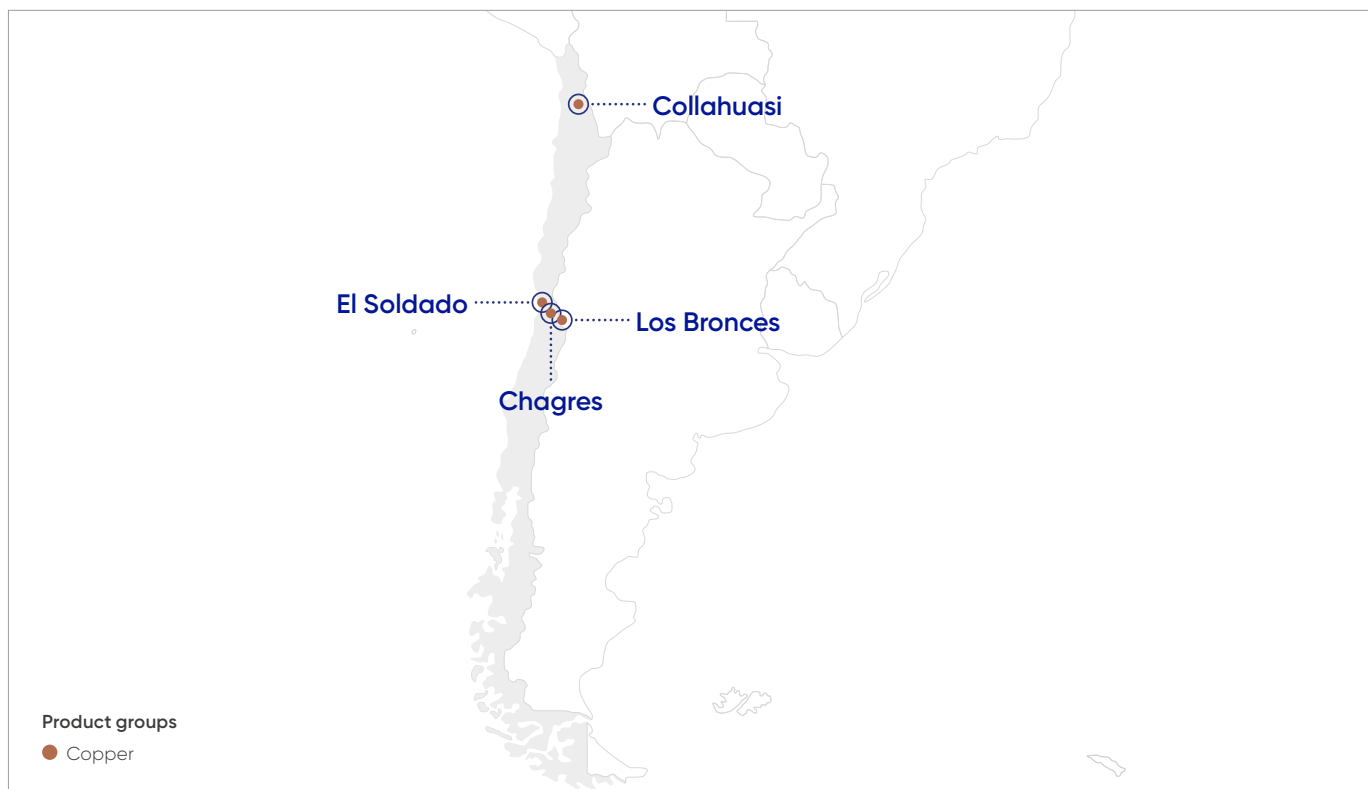 Collahuasi
El Soldado
Los Bronces
Chagres
Product groups
Copper